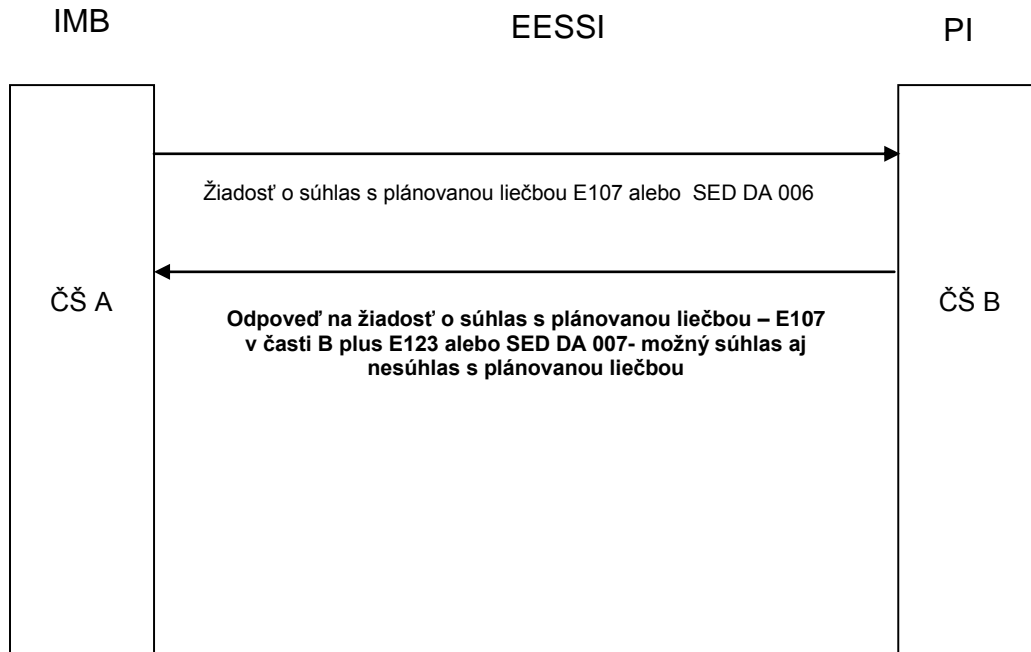 IMB
EESSI
PI
Žiadosť o súhlas s plánovanou liečbou E107 alebo SED DA 006
ČŠ A
ČŠ B
Odpoveď na žiadosť o súhlas s plánovanou liečbou – E107
v časti B plus E123 alebo SED DA 007- možný súhlas aj
nesúhlas s plánovanou liečbou